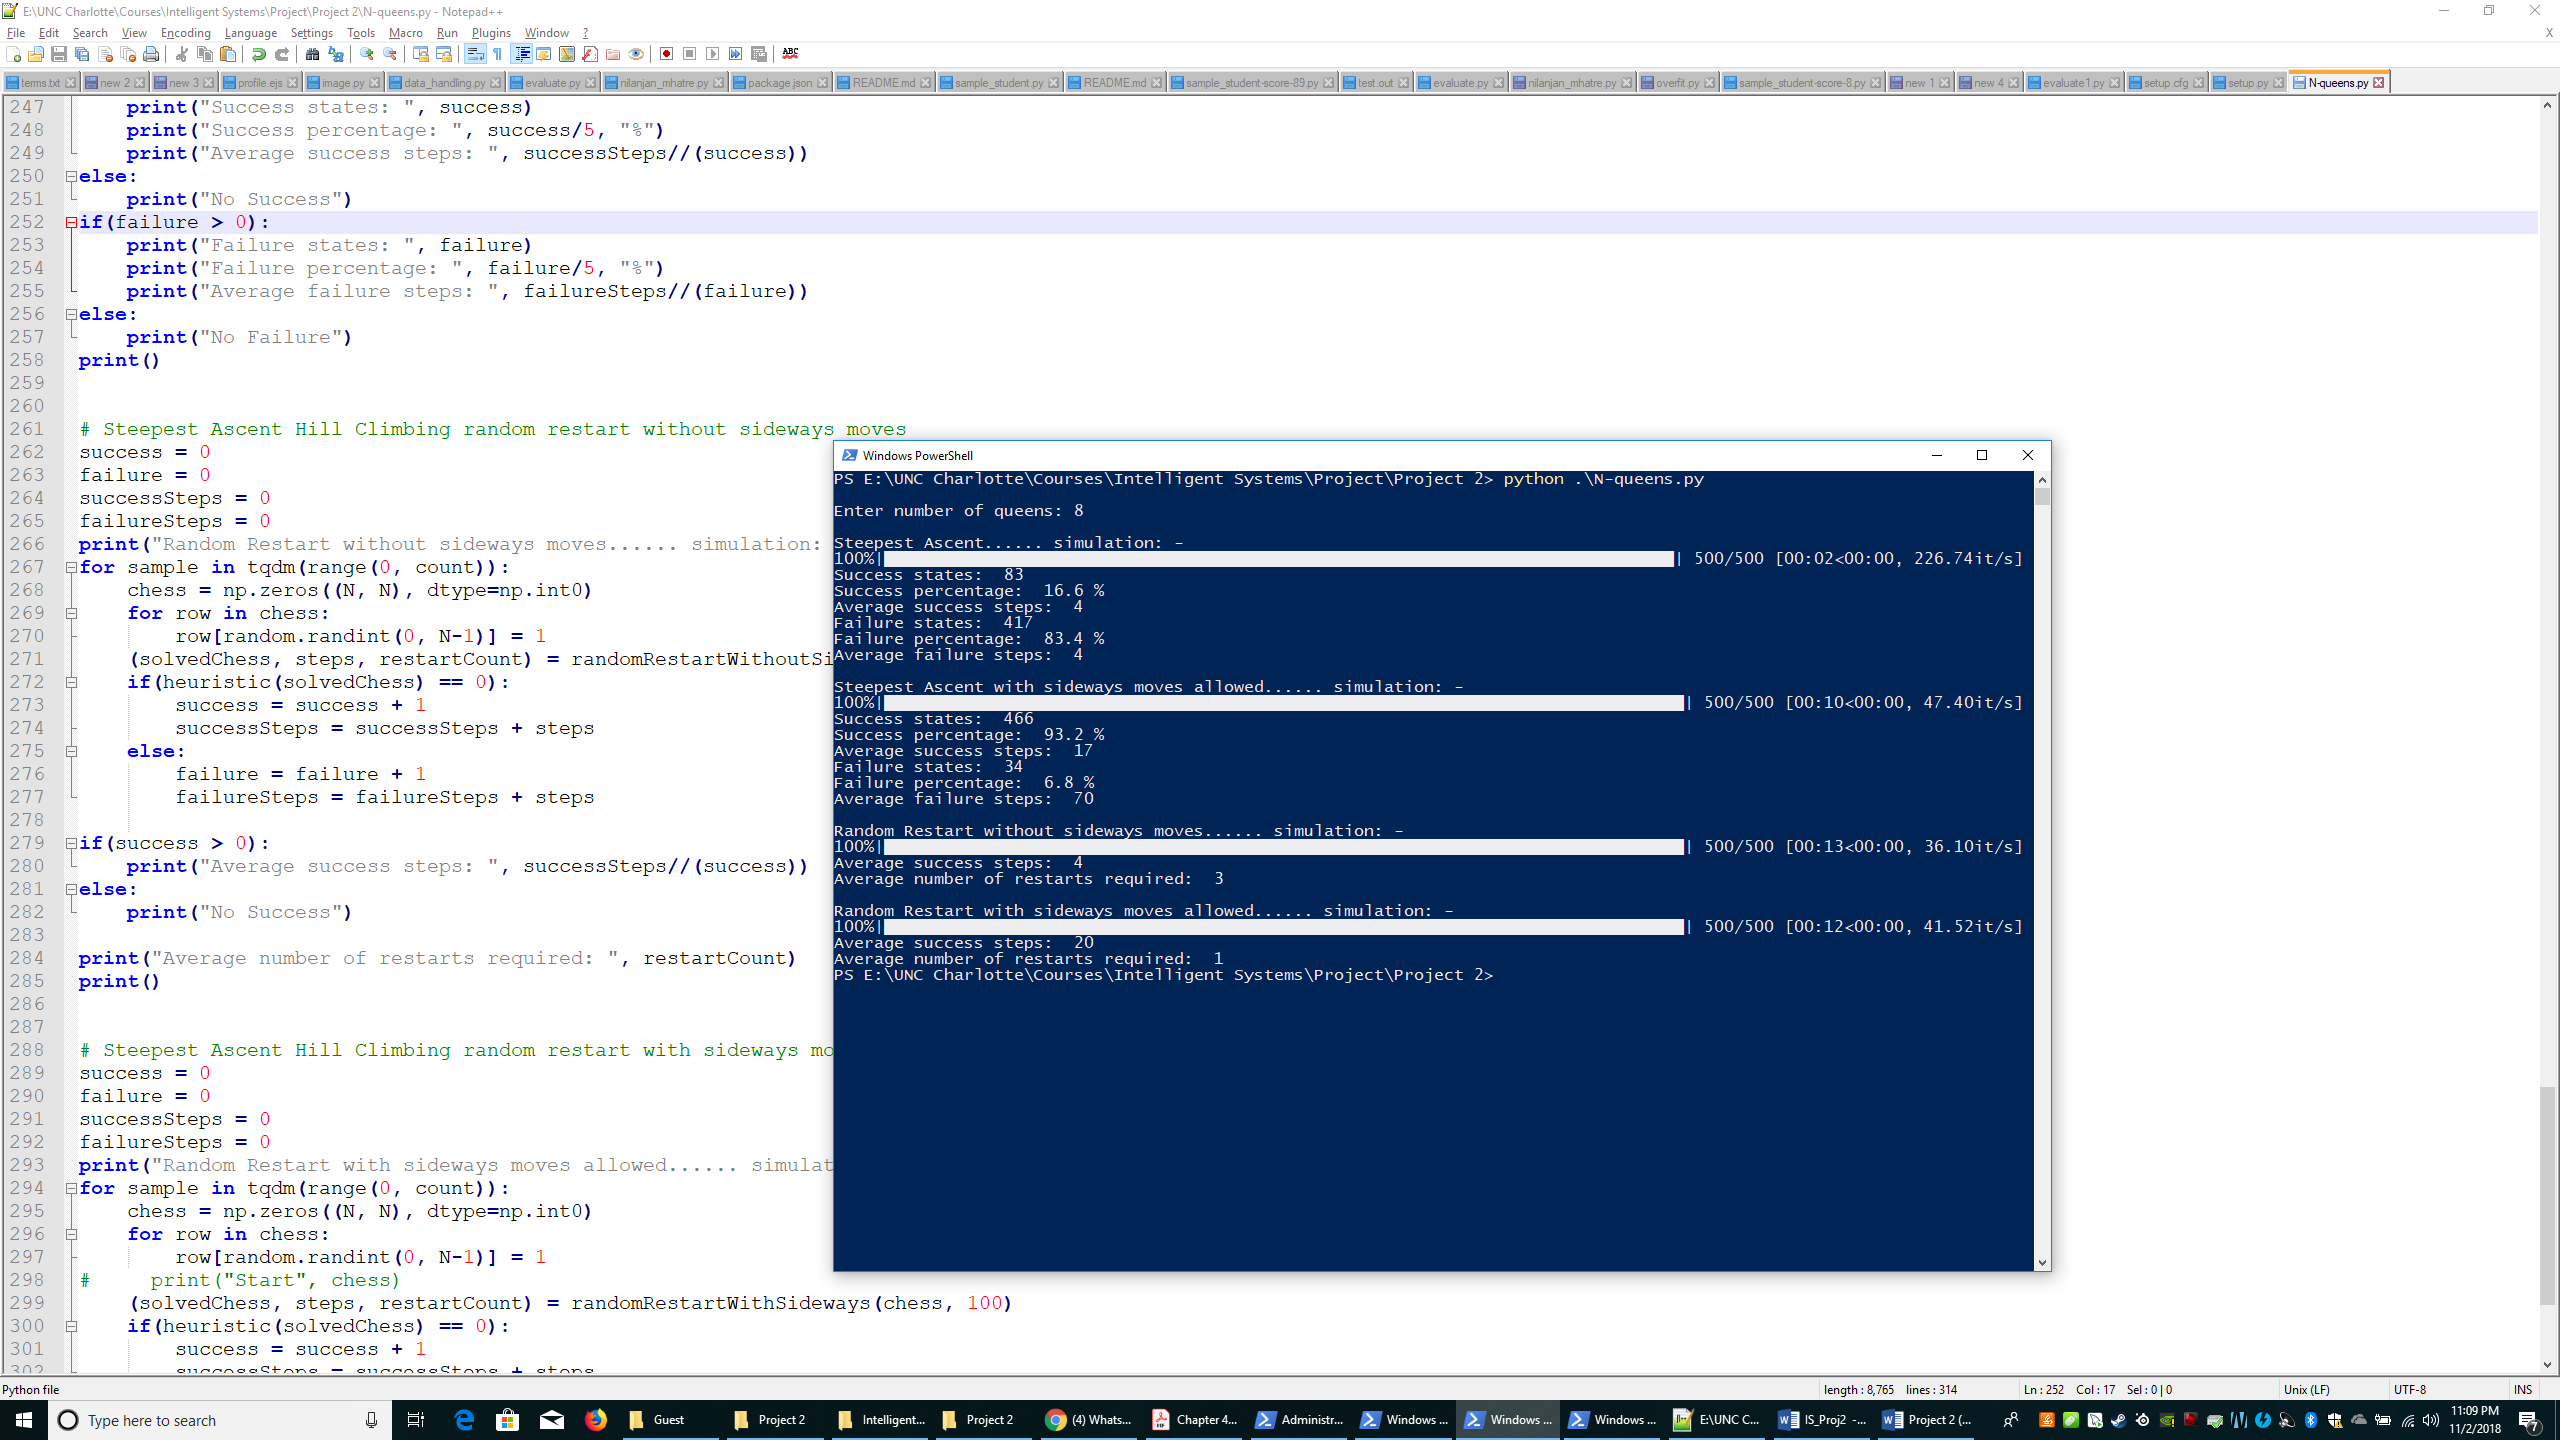 E:\UNC Charlotte\Courses\Intelligent Systems\Project\Project 2\N-queens.py - Notepad++
File Edit Search View Encoding Language Settings Tools Macro Run Plugins Window ? X
ABC
terms.txt new 2 new 3 profile.ejs image.py data_handling.py evaluate.py nilanjan_mhatre.py package.json README.md sample_student.py README.md sample_student-score-89.py test.out evaluate.py nilanjan_mhatre.py overfit.py sample_student-score-8.py new 1 new 4 evaluate1.py setup.cfg setup.py N-queens.py
247 print("Success states: ", success)
248 print("Success percentage: ", success/5, "%")
249 print("Average success steps: ", successSteps//(success))
250 else:
251 print("No Success")
252 if(failure > 0):
253 print("Failure states: ", failure)
254 print("Failure percentage: ", failure/5, "%")
255 print("Average failure steps: ", failureSteps//(failure))
256 else:
257 print("No Failure")
258 print()
259
260
261 # Steepest Ascent Hill Climbing random restart without sideways moves
262 success = 0
263 failure = 0
264 successSteps = 0
265 failureSteps = 0
266 print("Random Restart without sideways moves...... simulation:
267 for sample in tqdm(range(0, count)):
268 chess = np.zeros((N, N), dtype=np.int0)
269 for row in chess:
270 row[random.randint(0, N-1)] = 1
271 (solvedChess, steps, restartCount) = randomRestartWithoutSi
272 if(heuristic(solvedChess) == 0):
273 success = success + 1
274 successSteps = successSteps + steps
275 else:
276 failure = failure + 1
277 failureSteps = failureSteps + steps
278
279 if(success > 0):
280 print("Average success steps: ", successSteps//(success))
281 else:
282 print("No Success")
283
284 print("Average number of restarts required: ", restartCount)
285 print()
286
287
288 # Steepest Ascent Hill Climbing random restart with sideways mo
289 success = 0
290 failure = 0
291 successSteps = 0
292 failureSteps = 0
293 print("Random Restart with sideways moves allowed...... simulat
294 for sample in tqdm(range(0, count)):
295 chess = np.zeros((N, N), dtype=np.int0)
296 for row in chess:
297 row[random.randint(0, N-1)] = 1
298 # print("Start", chess)
299 (solvedChess, steps, restartCount) = randomRestartWithSideways(chess, 100)
300 if(heuristic(solvedChess) == 0):
301 success = success + 1
302 successSteps = successSteps + steps
Windows PowerShell
PS E:\UNC Charlotte\Courses\Intelligent Systems\Project\Project 2> python .\N-queens.py
Enter number of queens: 8
Steepest Ascent...... simulation: -
100%| | 500/500 [00:02<00:00, 226.74it/s]
Success states: 83
Success percentage: 16.6 %
Average success steps: 4
Failure states: 417
Failure percentage: 83.4 %
Average failure steps: 4
Steepest Ascent with sideways moves allowed...... simulation: -
100%| | 500/500 [00:10<00:00, 47.40it/s]
Success states: 466
Success percentage: 93.2 %
Average success steps: 17
Failure states: 34
Failure percentage: 6.8 %
Average failure steps: 70
Random Restart without sideways moves...... simulation: -
100%| | 500/500 [00:13<00:00, 36.10it/s]
Average success steps: 4
Average number of restarts required: 3
Random Restart with sideways moves allowed...... simulation: -
100%| | 500/500 [00:12<00:00, 41.52it/s]
Average success steps: 20
Average number of restarts required: 1
PS E:\UNC Charlotte\Courses\Intelligent Systems\Project\Project 2>
Python file length : 8,765 lines : 314 Ln : 252 Col : 17 Sel : 0 | 0 Unix (LF) UTF-8 INS
Type here to search Guest Project 2 Intelligent... Project 2 (4) Whats... Chapter 4... Administr... Windows ... Windows ... Windows ... E:\UNC C... IS_Proj2 -... Project 2 (... 11:09 PM
11/2/2018
7